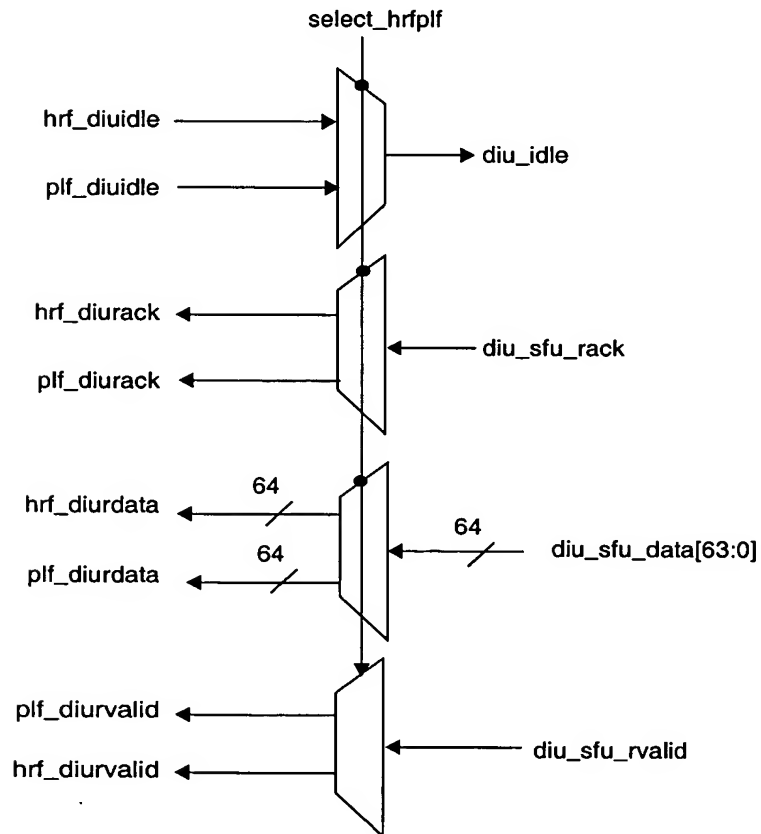 select_hrfplf
hrf_diuidle
diu_idle
plf_diuidle
hrf_diurack
diu_sfu_rack
plf_diurack
64
hrf_diurdata
64
diu_sfu_data[63:0]
64
plf_diurdata
plf_diurvalid
diu_sfu_rvalid
hrf_diurvalid